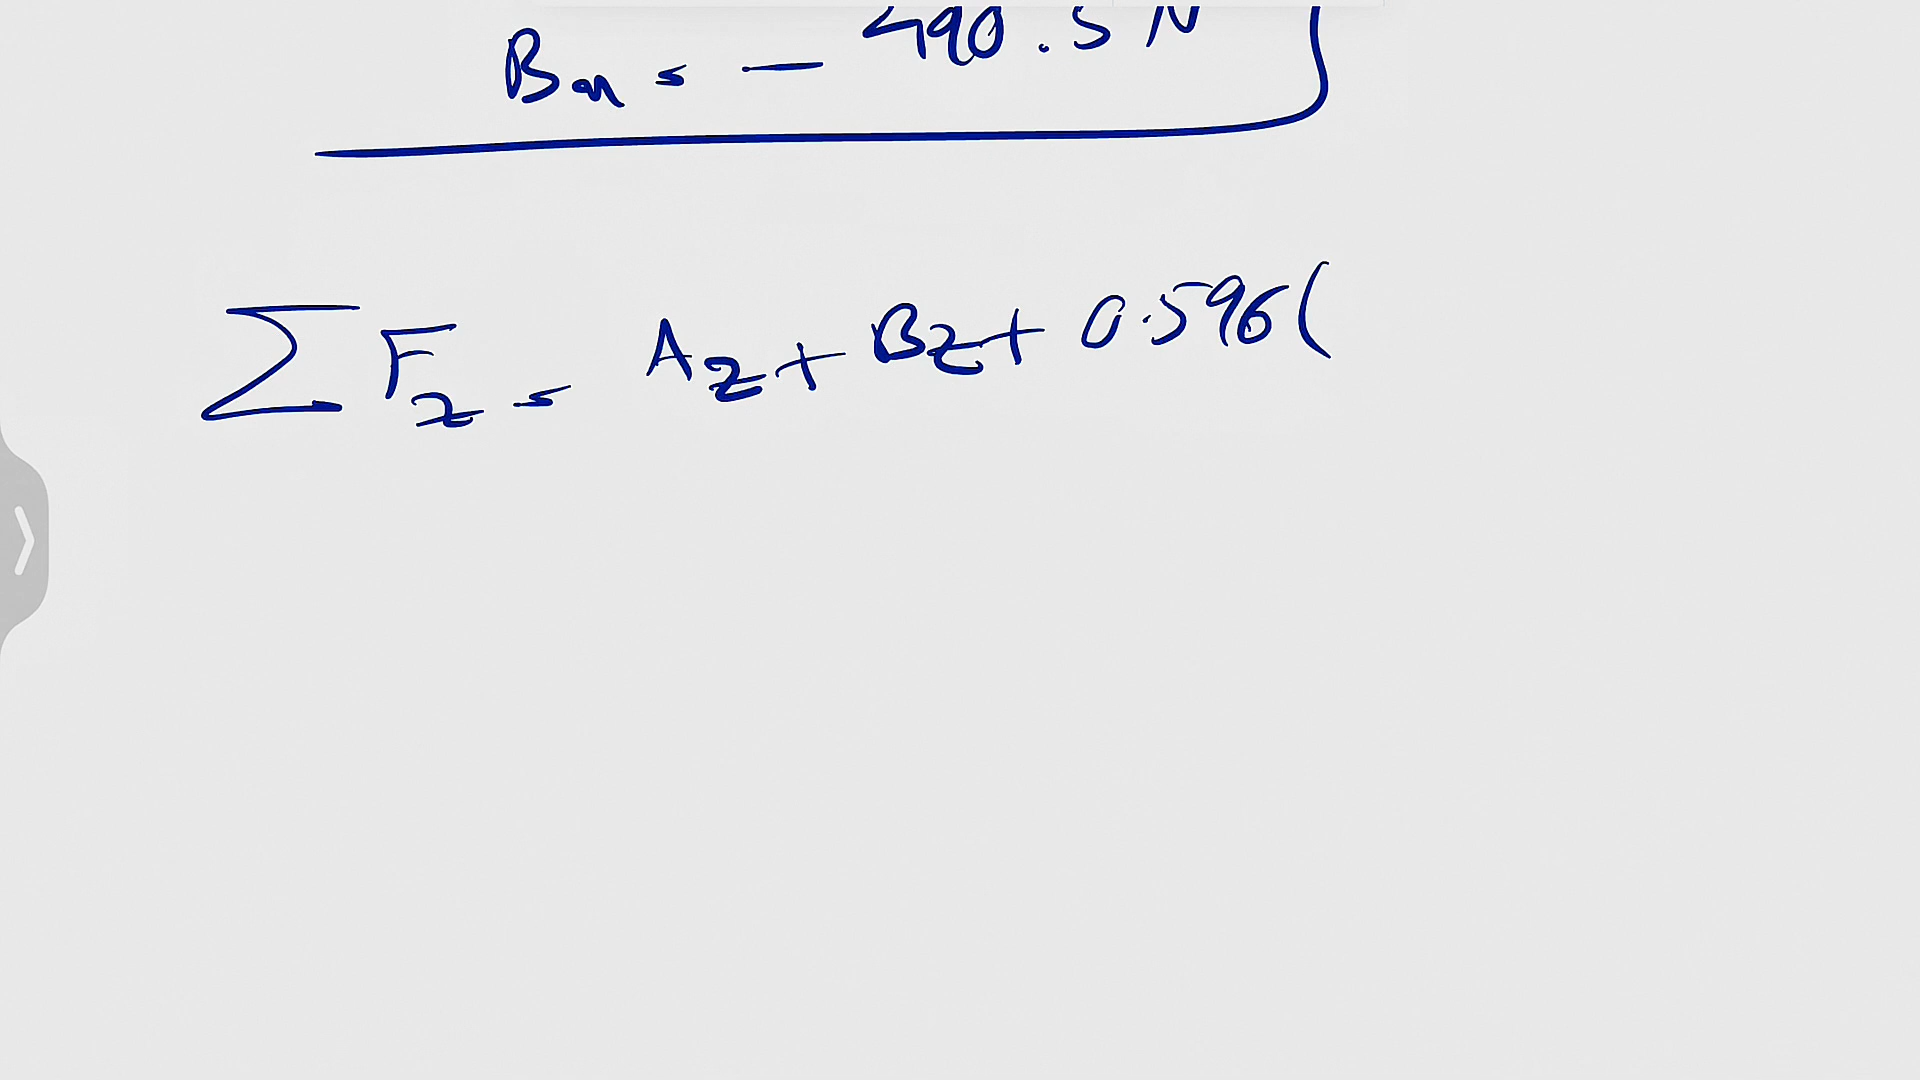 Bx = - 490.5 N
∑ Fz = Az + Bz + 0.596(